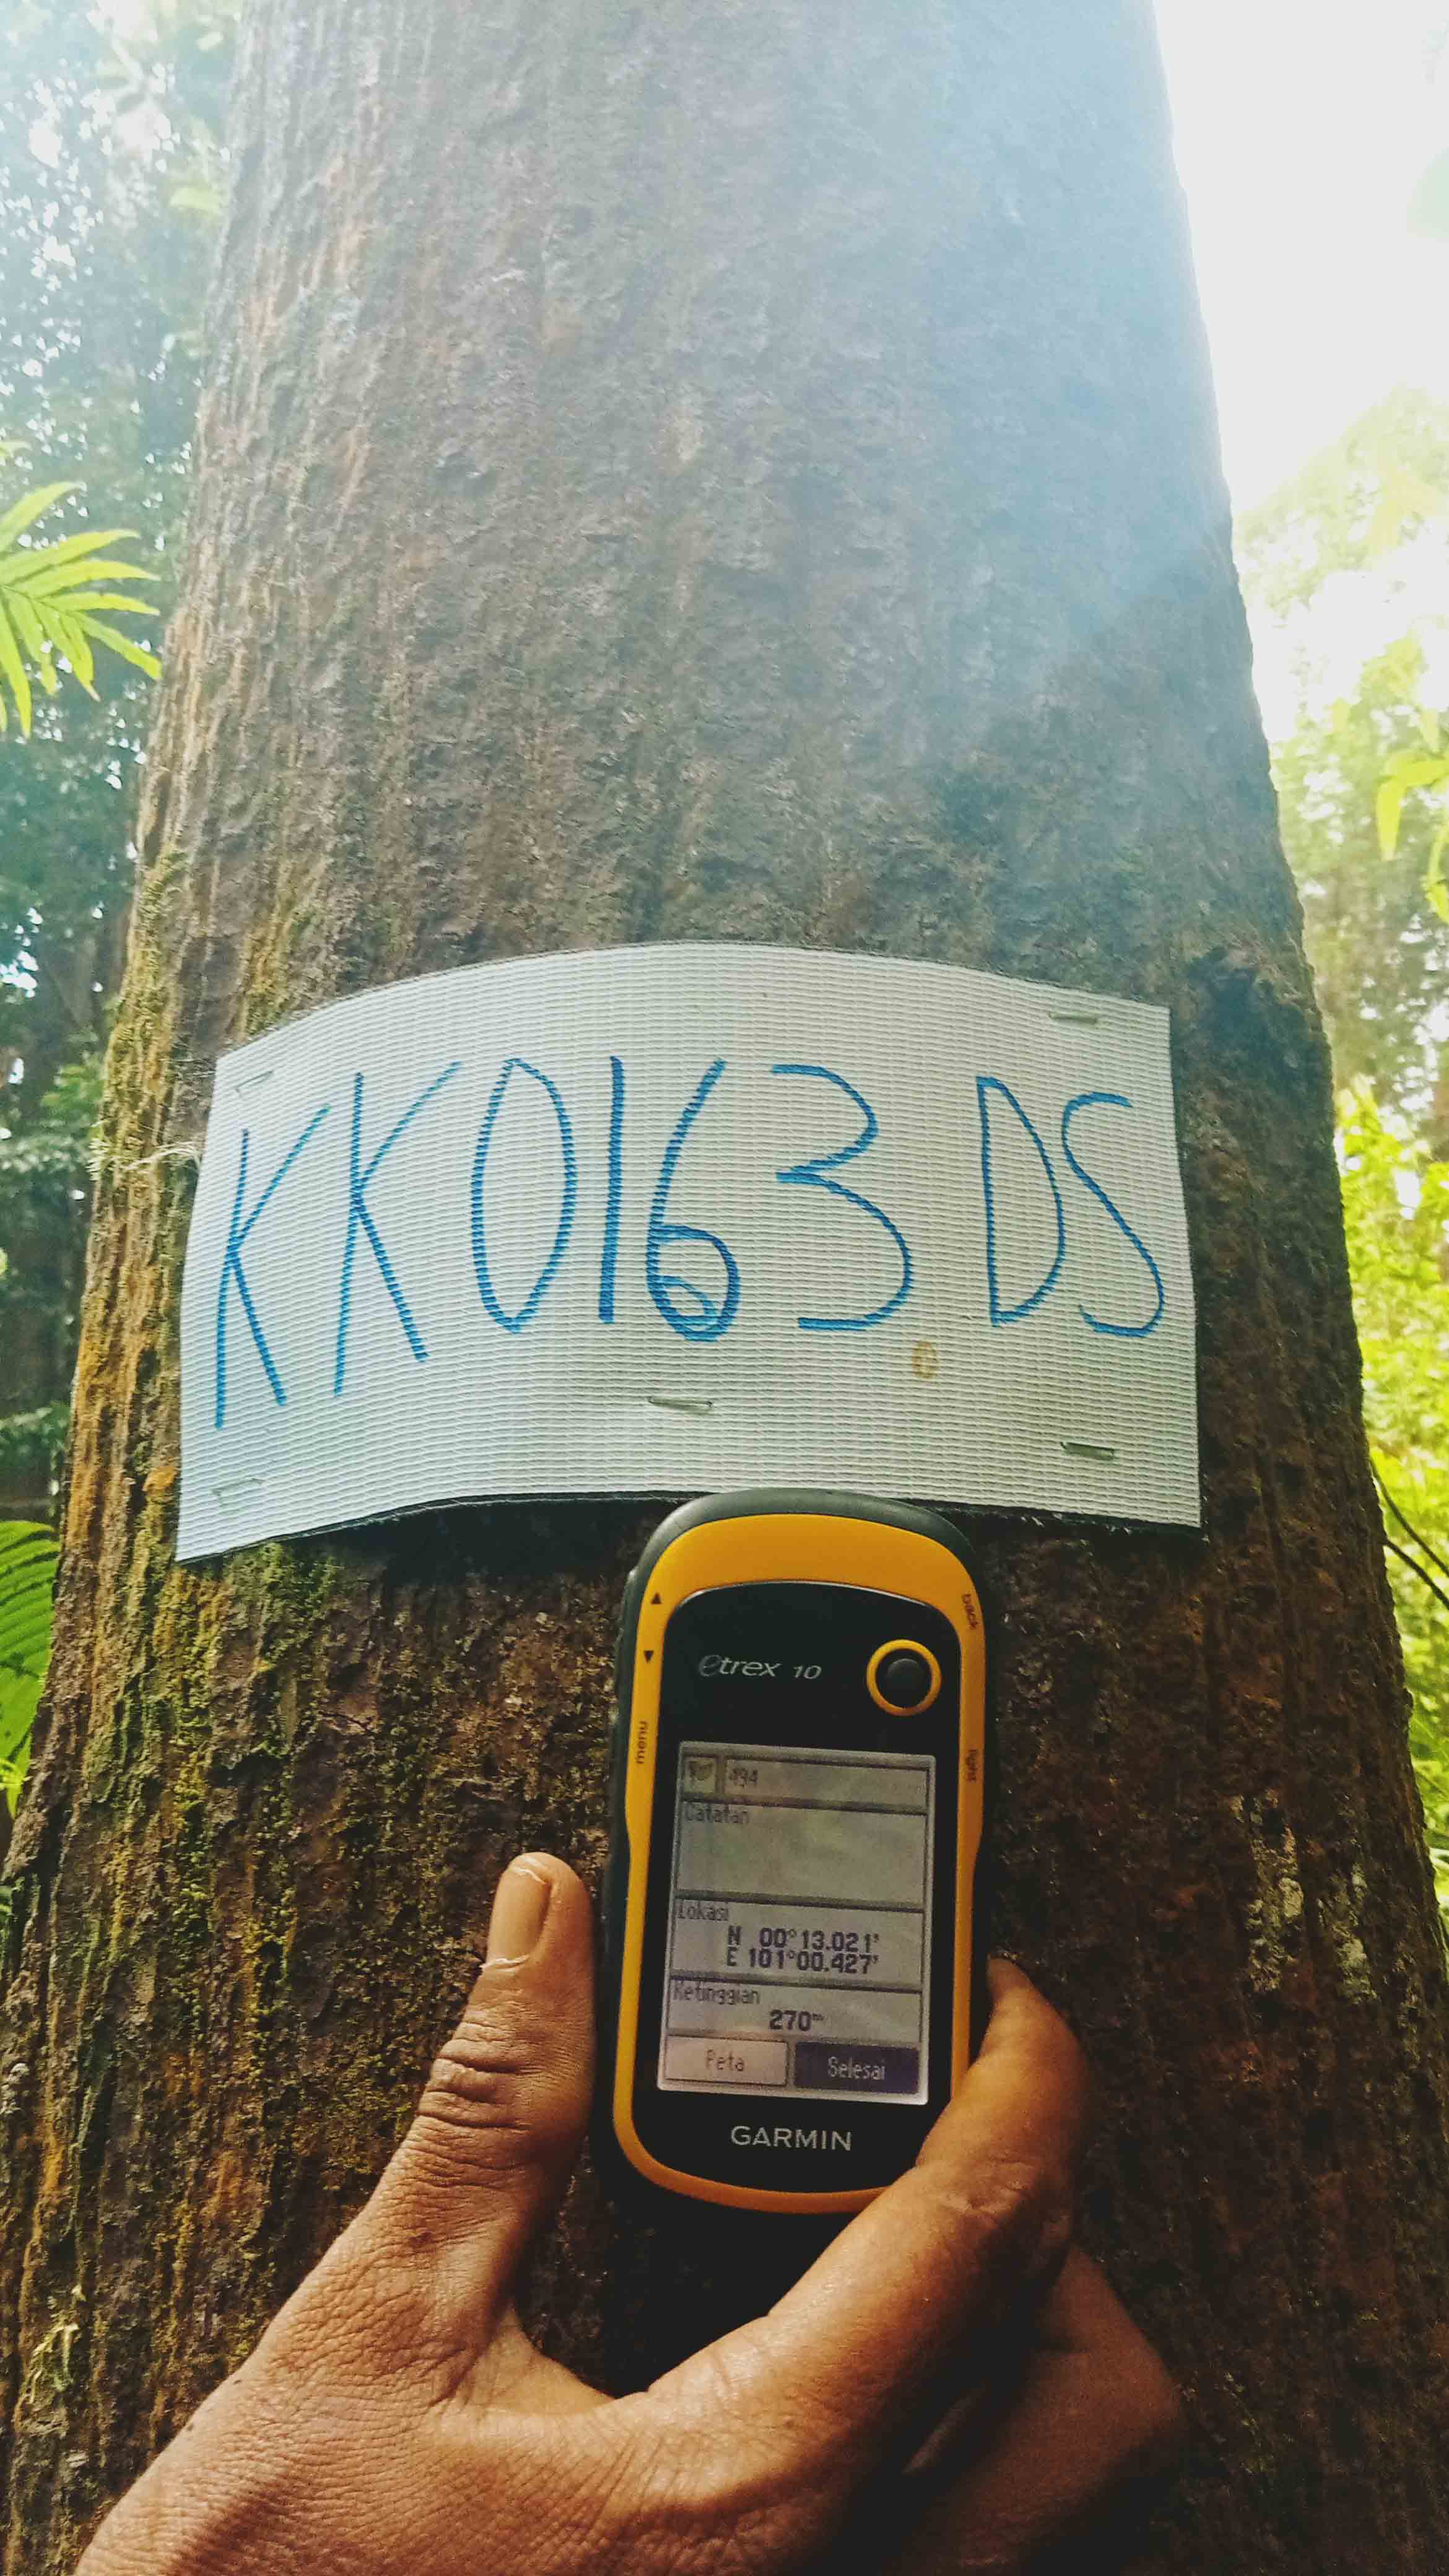 KK0163.DS
etrex 10
back
menu
light
494
Catatan
Lokasi
N 00°13.021'
E 101°00.427'
Ketinggian
270m
Peta Selesai
GARMIN